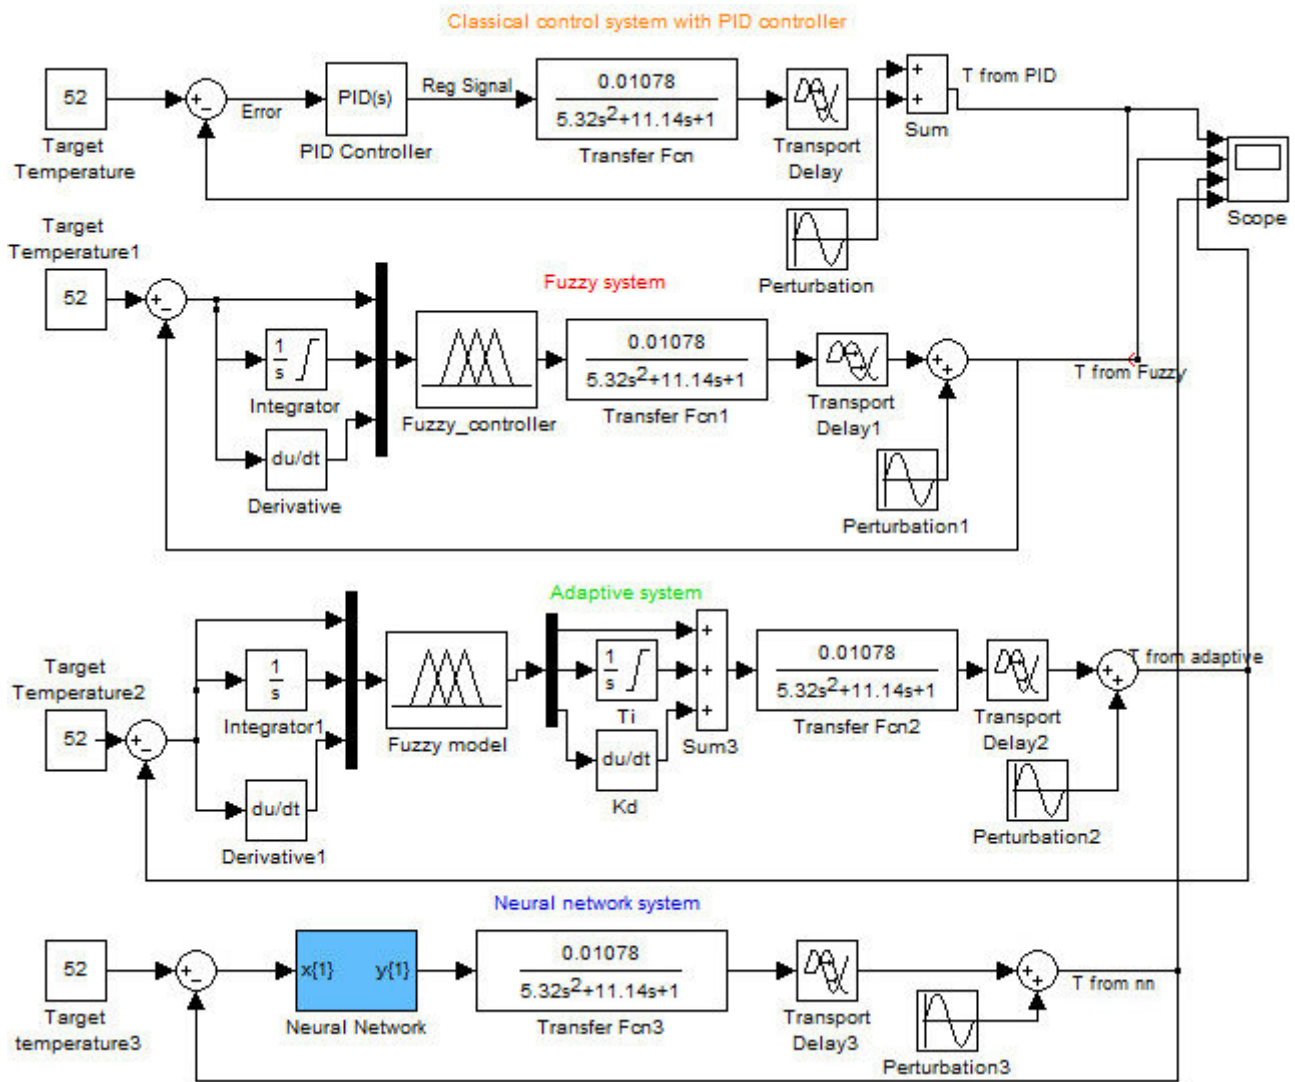 Classical control system with PID controller
52
Target
Temperature
+
−
Error
PID(s)
PID Controller
Reg Signal
0.01078
5.32s²+11.14s+1
Transfer Fcn
Transport
Delay
+
+
Sum
T from PID
Scope
Perturbation
Target
Temperature1
52
+
−
1
s
Integrator
du/dt
Derivative
Fuzzy system
Fuzzy_controller
0.01078
5.32s²+11.14s+1
Transfer Fcn1
Transport
Delay1
+
+
T from Fuzzy
Perturbation1
Adaptive system
Target
Temperature2
52
+
−
1
s
Integrator1
du/dt
Derivative1
Fuzzy model
1
s
Ti
du/dt
Kd
+
+
+
Sum3
0.01078
5.32s²+11.14s+1
Transfer Fcn2
Transport
Delay2
+
+
T from adaptive
Perturbation2
Neural network system
52
Target
temperature3
+
−
x{1}
y{1}
Neural Network
0.01078
5.32s²+11.14s+1
Transfer Fcn3
Transport
Delay3
+
+
T from nn
Perturbation3